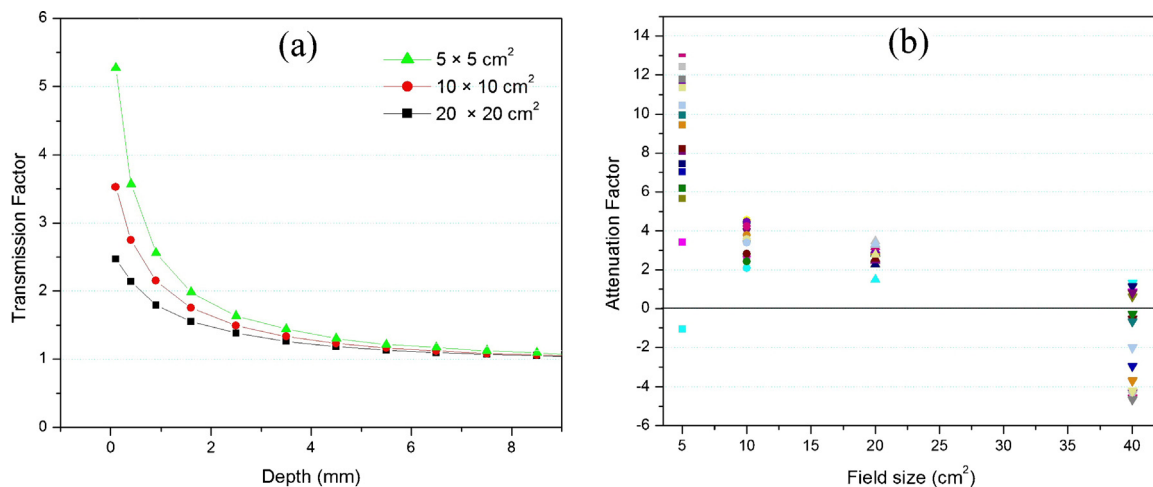 (a)
5 × 5 cm²
10 × 10 cm²
20 × 20 cm²
Transmission Factor
6
5
4
3
2
1
0
0 2 4 6 8
Depth (mm)
(b)
Attenuation Factor
14
12
10
8
6
4
2
0
-2
-4
-6
5 10 15 20 25 30 35 40
Field size (cm²)